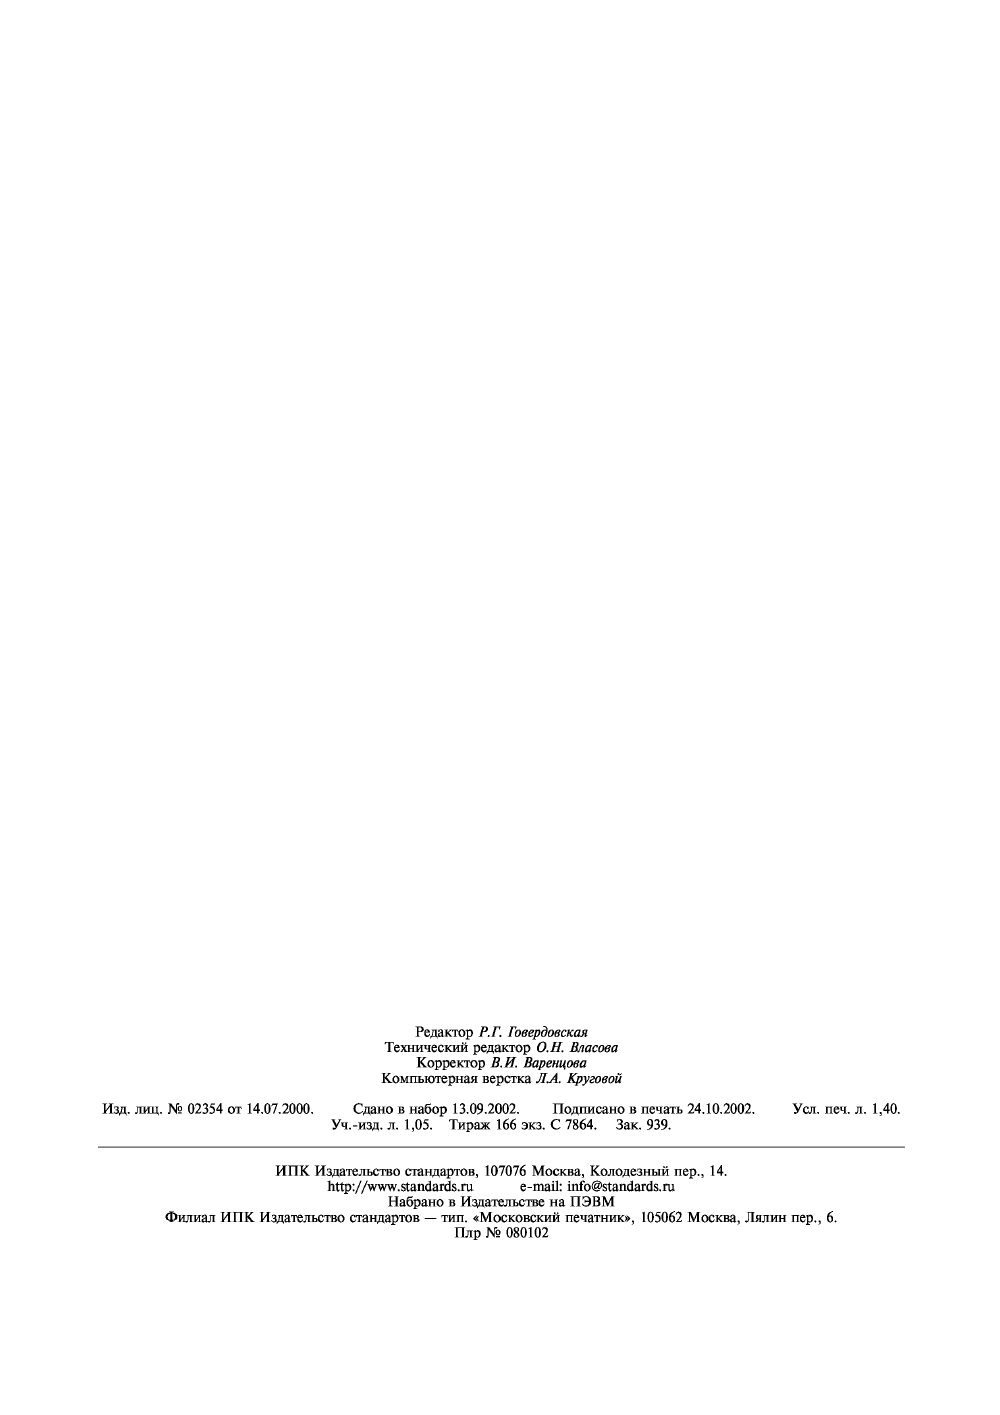 Редактор Р.Г. Говердовская
Технический редактор О.Н. Власова
Корректор В.И. Варенцова
Компьютерная верстка Л.А. Круговой
Изд. лиц. № 02354 от 14.07.2000. Сдано в набор 13.09.2002. Подписано в печать 24.10.2002. Усл. печ. л. 1,40.
Уч.-изд. л. 1,05. Тираж 166 экз. С 7864. Зак. 939.
ИПК Издательство стандартов, 107076 Москва, Колодезный пер., 14.
http://www.standards.ru e-mail: info@standards.ru
Набрано в Издательстве на ПЭВМ
Филиал ИПК Издательство стандартов — тип. «Московский печатник», 105062 Москва, Лялин пер., 6.
Плр № 080102